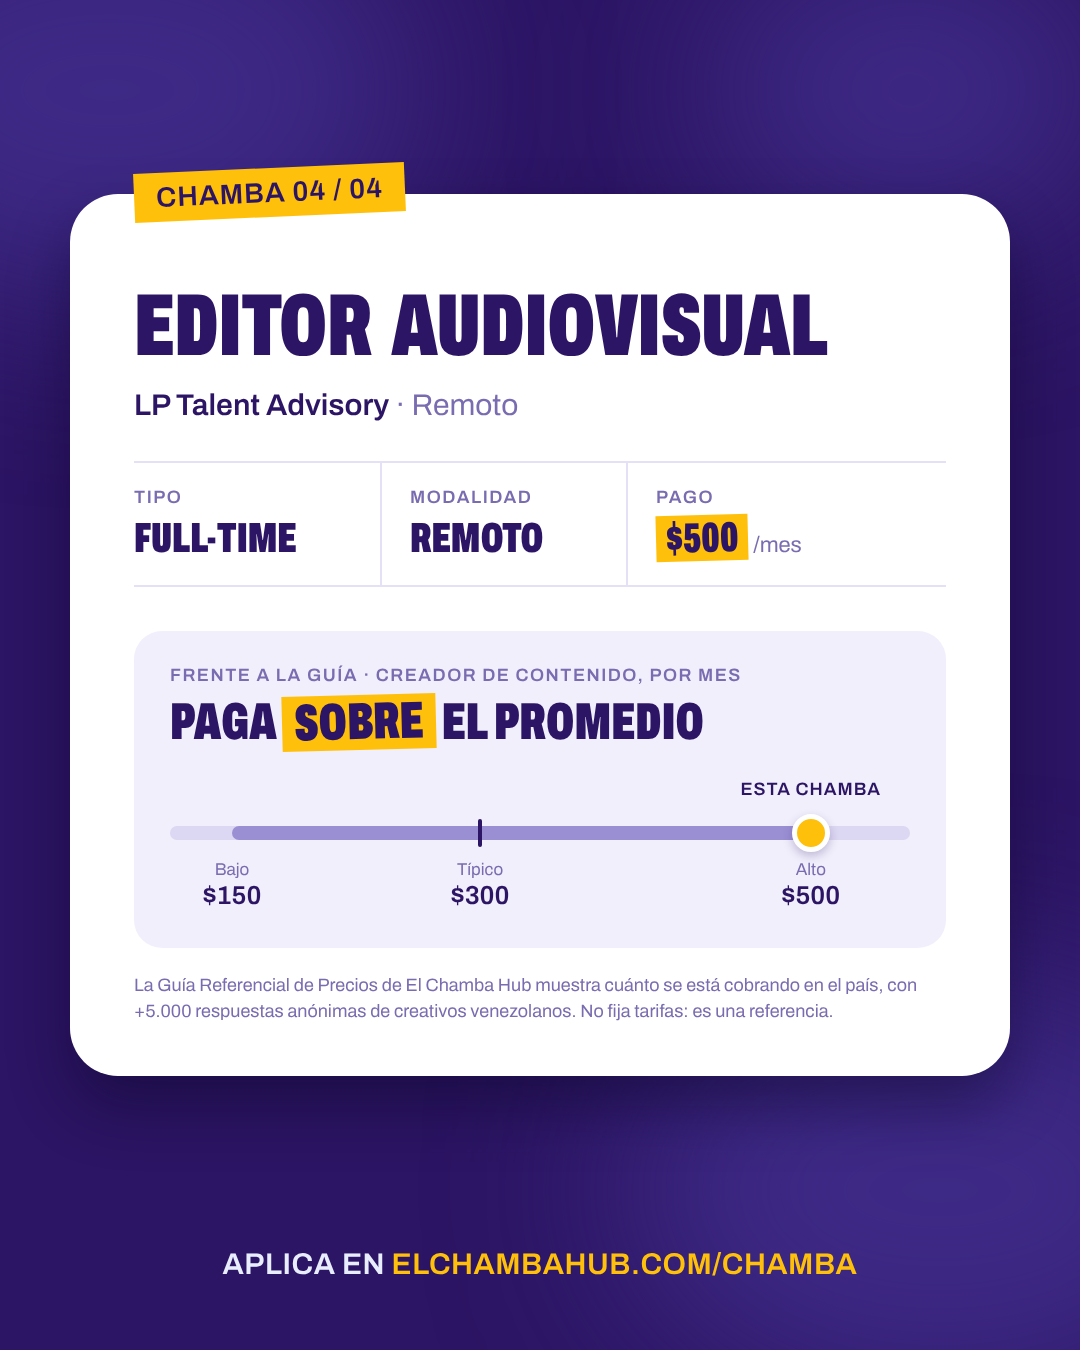 CHAMBA 04 / 04
EDITOR AUDIOVISUAL
LP Talent Advisory · Remoto
TIPO
FULL-TIME
MODALIDAD
REMOTO
PAGO
$500 /mes
FRENTE A LA GUÍA · CREADOR DE CONTENIDO, POR MES
PAGA SOBRE EL PROMEDIO
ESTA CHAMBA
Bajo
$150
Típico
$300
Alto
$500
La Guía Referencial de Precios de El Chamba Hub muestra cuánto se está cobrando en el país, con
+5.000 respuestas anónimas de creativos venezolanos. No fija tarifas: es una referencia.
APLICA EN ELCHAMBAHUB.COM/CHAMBA